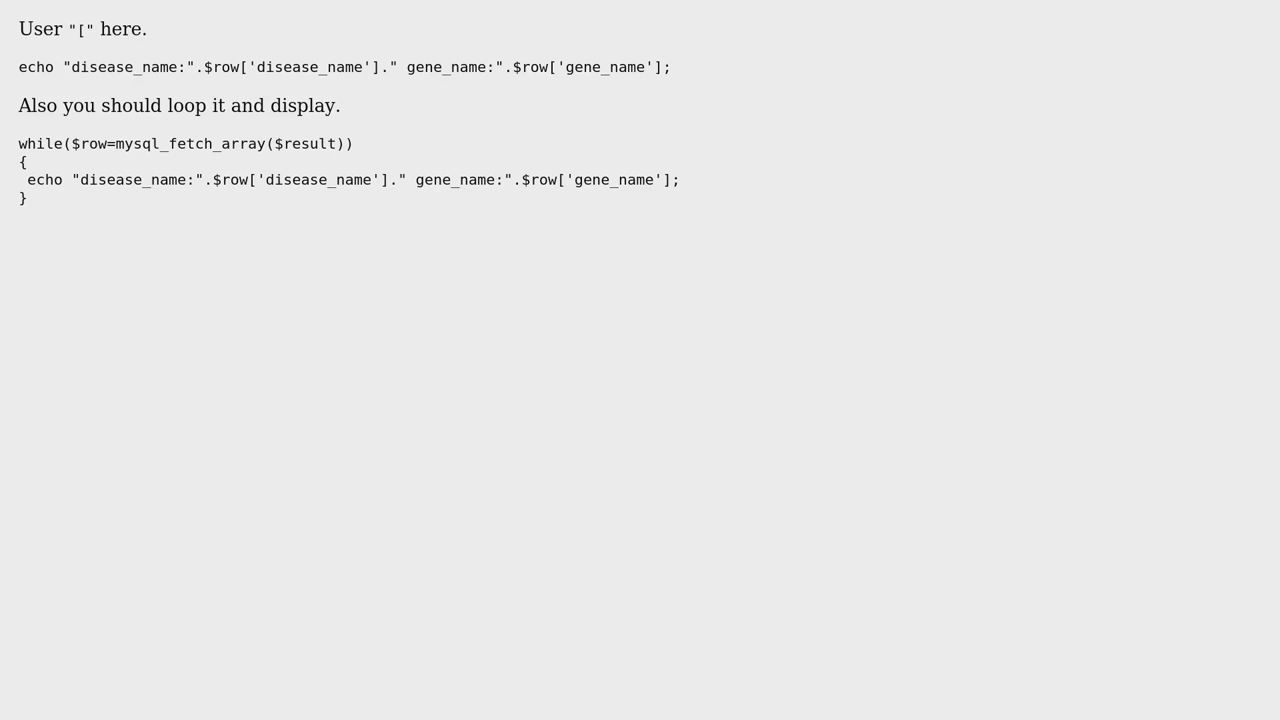 User "[" here.
echo "disease_name:".$row['disease_name']." gene_name:".$row['gene_name'];
Also you should loop it and display.
while($row=mysql_fetch_array($result))
{
 echo "disease_name:".$row['disease_name']." gene_name:".$row['gene_name'];
}